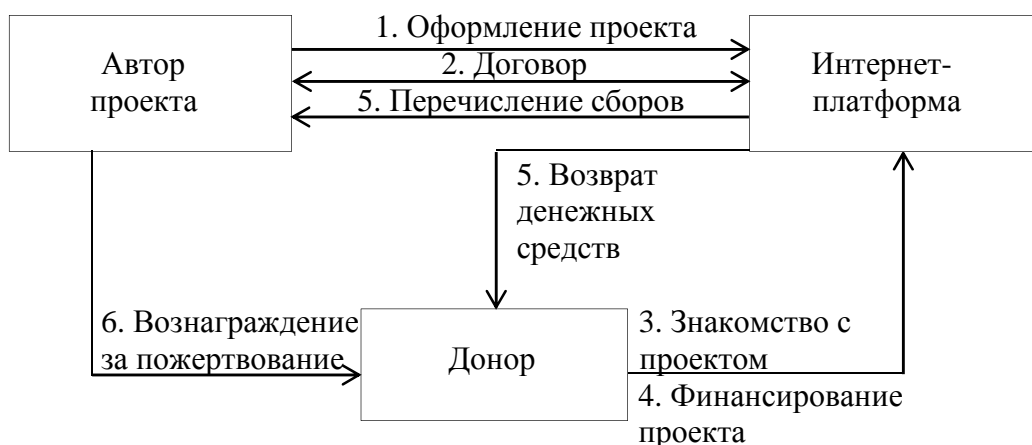 1. Оформление проекта
Автор
проекта
2. Договор
Интернет-
платформа
5. Перечисление сборов
5. Возврат
денежных
средств
6. Вознаграждение
за пожертвование
Донор
3. Знакомство с
проектом
4. Финансирование
проекта